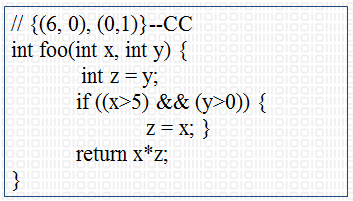 // {(6, 0), (0,1)}--CC
int foo(int x, int y) {
int z = y;
if ((x>5) && (y>0)) {
z = x; }
return x*z;
}